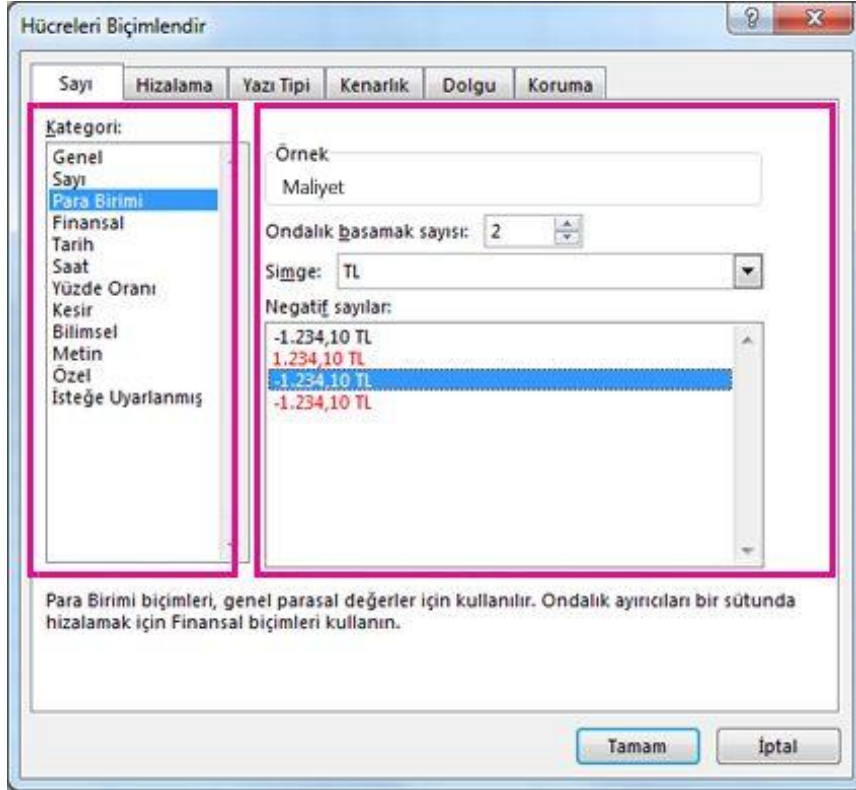 Hücreleri Biçimlendir
Sayı Hizalama Yazı Tipi Kenarlık Dolgu Koruma
Kategori:
Genel
Sayı
Para Birimi
Finansal
Tarih
Saat
Yüzde Oranı
Kesir
Bilimsel
Metin
Özel
İsteğe Uyarlanmış
Örnek
Maliyet
Ondalık basamak sayısı: 2
Simge: TL
Negatif sayılar:
-1.234,10 TL
1.234,10 TL
-1.234,10 TL
-1.234,10 TL
Para Birimi biçimleri, genel parasal değerler için kullanılır. Ondalık ayırıcıları bir sütunda
hizalamak için Finansal biçimleri kullanın.
Tamam İptal